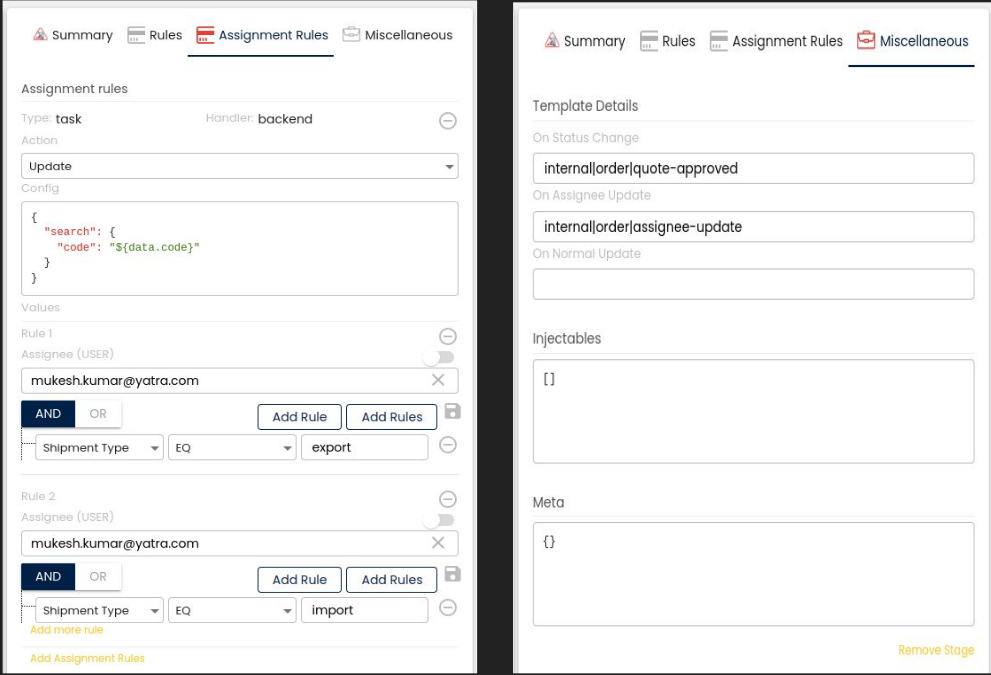 Summary Rules Assignment Rules Miscellaneous
Assignment rules
Type: task Handler: backend
Action
Update
Config
{
"search": {
"code": "${data.code}"
}
}
Values
Rule 1
Assignee (USER)
mukesh.kumar@yatra.com
AND OR Add Rule Add Rules
Shipment Type EQ export
Rule 2
Assignee (USER)
mukesh.kumar@yatra.com
AND OR Add Rule Add Rules
Shipment Type EQ import
Add more rule
Add Assignment Rules
Summary Rules Assignment Rules Miscellaneous
Template Details
On Status Change
internal|order|quote-approved
On Assignee Update
internal|order|assignee-update
On Normal Update
Injectables
[]
Meta
{}
Remove Stage